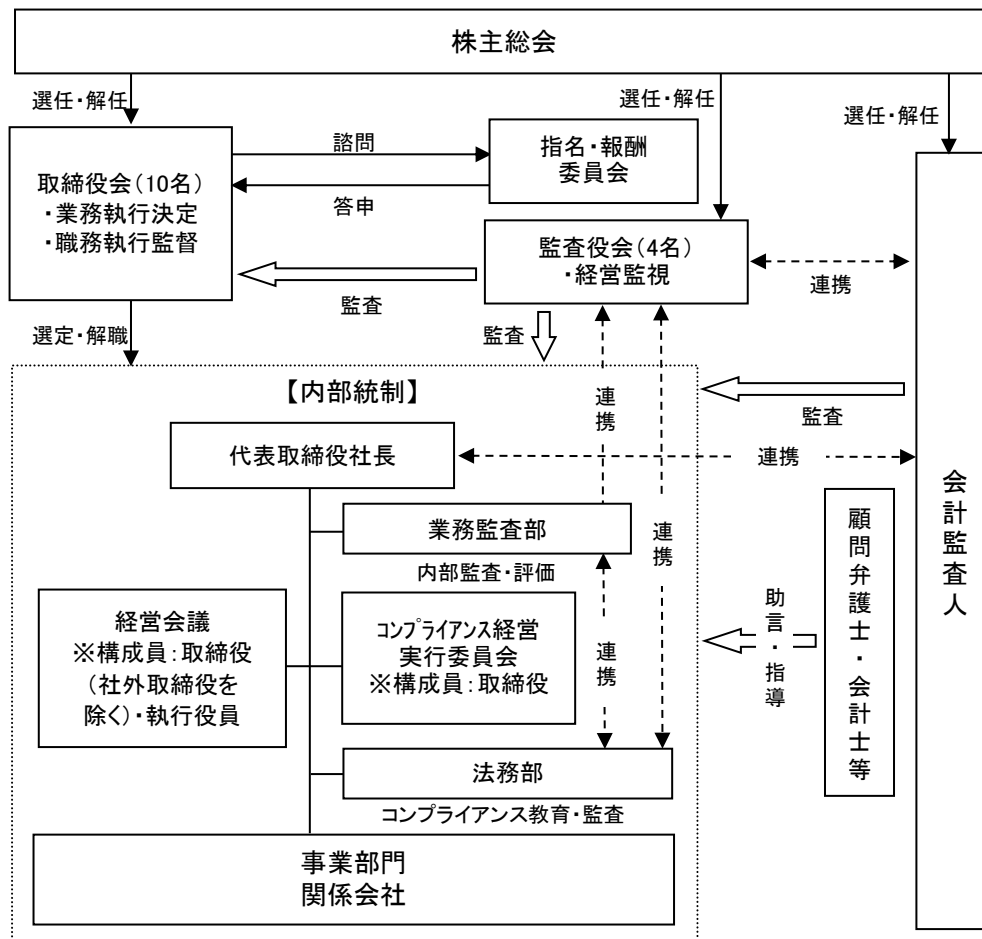 株主総会
選任・解任
選任・解任
選任・解任
取締役会(10名)
・業務執行決定
・職務執行監督
諮問
答申
指名・報酬
委員会
監査役会(4名)
・経営監視
連携
監査
監査
選定・解職
【内部統制】
連携
監査
代表取締役社長
連携
業務監査部
内部監査・評価
連携
経営会議
※構成員:取締役
(社外取締役を
除く)・執行役員
コンプライアンス経営
実行委員会
※構成員:取締役
連携
助言・指導
顧問弁護士・会計士等
会計監査人
法務部
コンプライアンス教育・監査
事業部門
関係会社